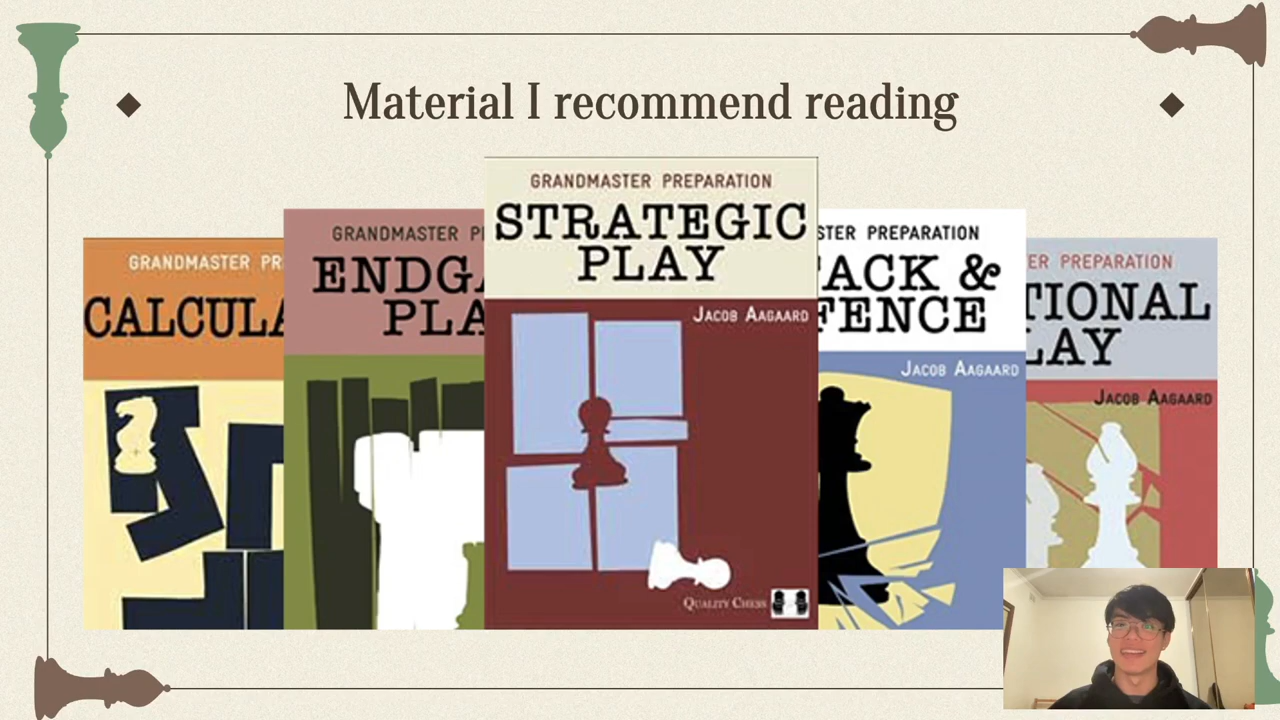 Material I recommend reading
GRANDMASTER PR
CALCULA
GRANDMASTER P
ENDGA
PLA
GRANDMASTER PREPARATION
STRATEGIC
PLAY
JACOB AAGAARD
QUALITY CHESS
STER PREPARATION
TACK &
FENCE
JACOB AAGAARD
ER PREPARATION
TIONAL
LAY
JACOB AAGAARD